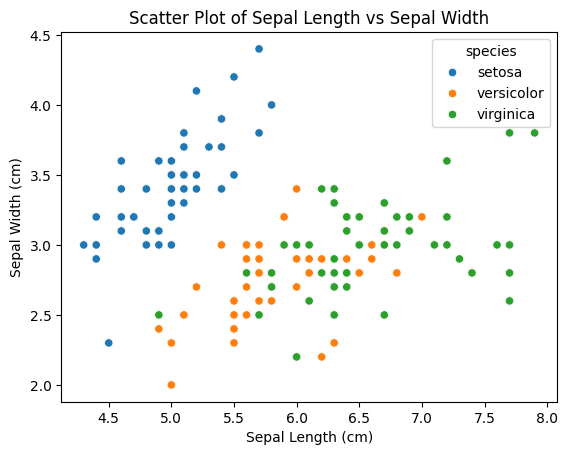 Scatter Plot of Sepal Length vs Sepal Width
species
setosa
versicolor
virginica
4.5
4.0
3.5
3.0
2.5
2.0
Sepal Width (cm)
4.5 5.0 5.5 6.0 6.5 7.0 7.5 8.0
Sepal Length (cm)